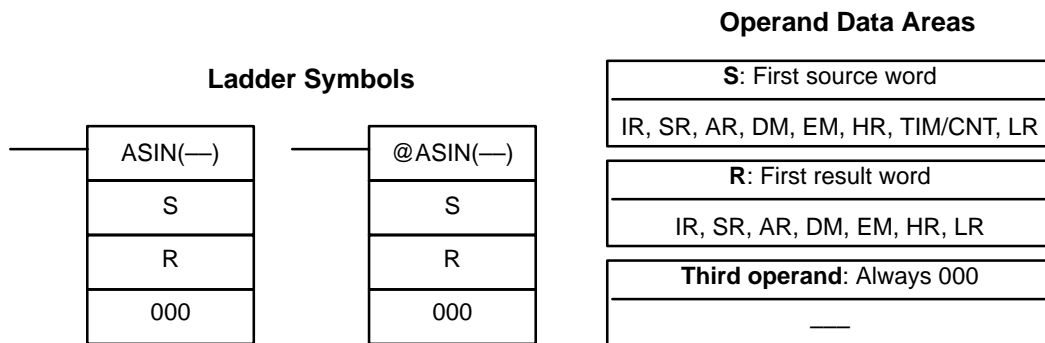 Ladder Symbols
ASIN(––)
S
R
000
@ASIN(––)
S
R
000
Operand Data Areas
S: First source word
IR, SR, AR, DM, EM, HR, TIM/CNT, LR
R: First result word
IR, SR, AR, DM, EM, HR, LR
Third operand: Always 000
––